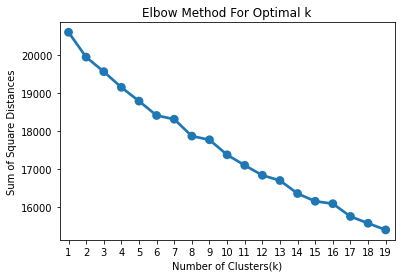 Elbow Method For Optimal k
Sum of Square Distances
20000
19000
18000
17000
16000
1 2 3 4 5 6 7 8 9 10 11 12 13 14 15 16 17 18 19
Number of Clusters(k)